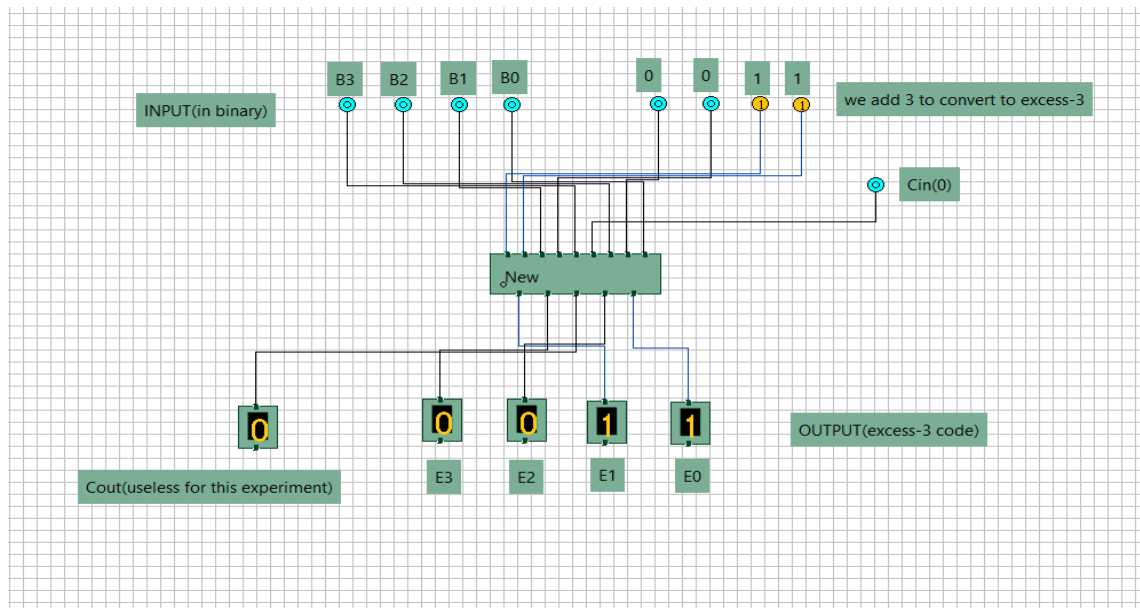 B3 B2 B1 B0 0 0 1 1
INPUT(in binary)
we add 3 to convert to excess-3
1 1
Cin(0)
New
0 0 0 1 1
OUTPUT(excess-3 code)
E3 E2 E1 E0
Cout(useless for this experiment)